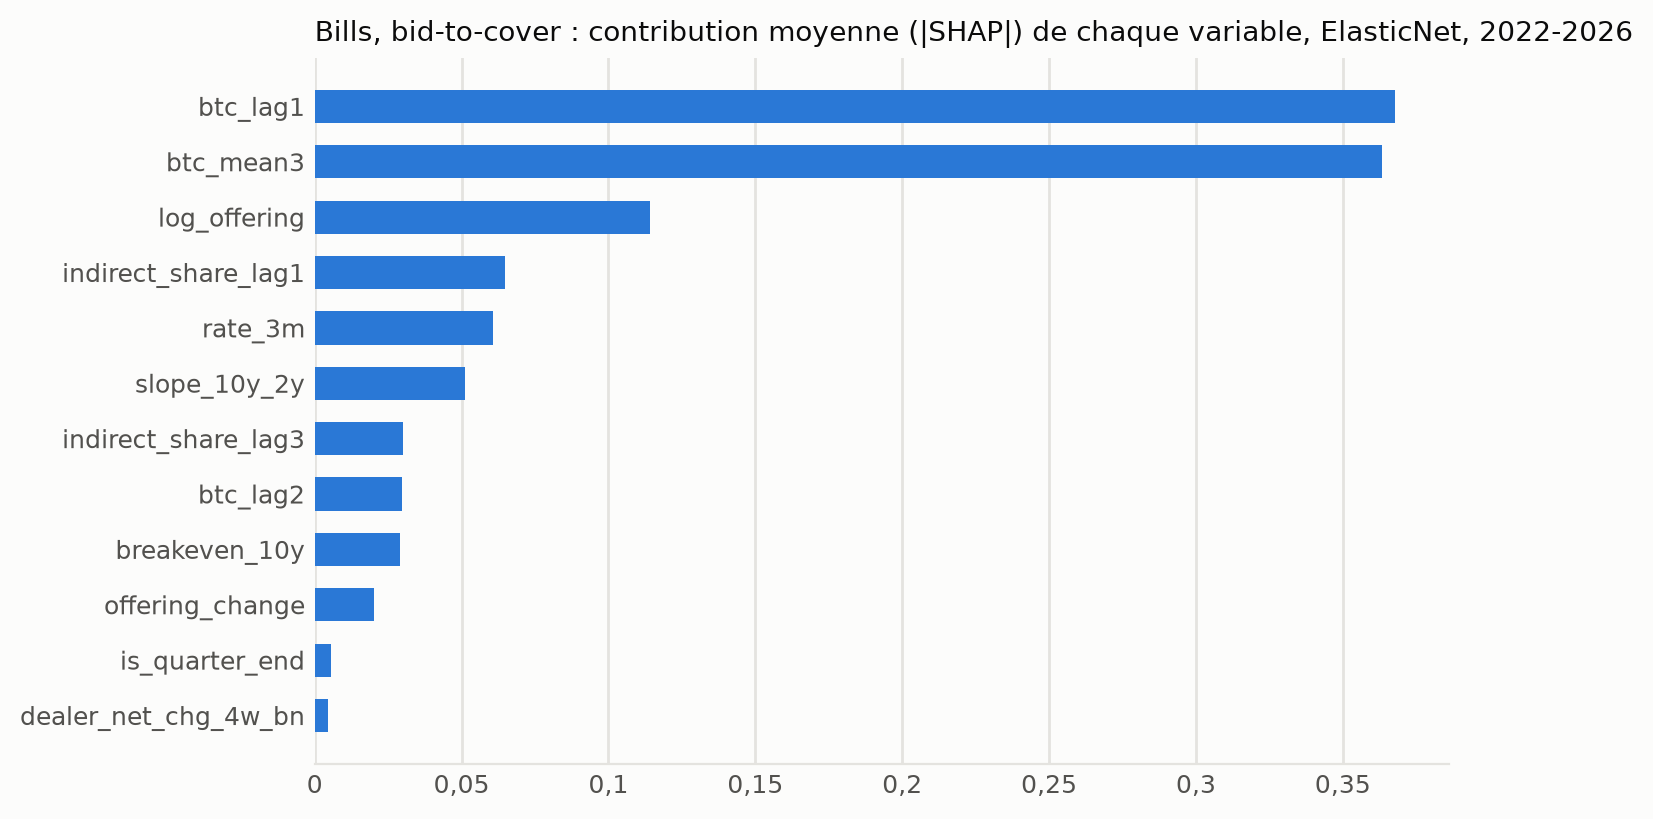 Bills, bid-to-cover : contribution moyenne (|SHAP|) de chaque variable, ElasticNet, 2022-2026
btc_lag1
btc_mean3
log_offering
indirect_share_lag1
rate_3m
slope_10y_2y
indirect_share_lag3
btc_lag2
breakeven_10y
offering_change
is_quarter_end
dealer_net_chg_4w_bn
0 0,05 0,1 0,15 0,2 0,25 0,3 0,35